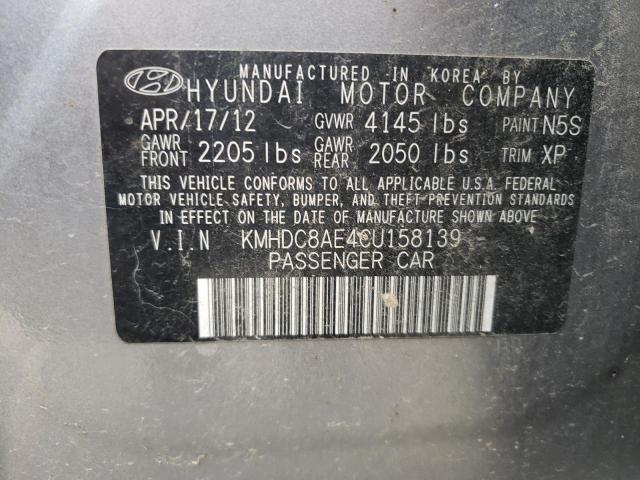 MANUFACTURED IN KOREA BY
HYUNDAI MOTOR COMPANY
APR/17/12 GVWR 4145 lbs PAINT N5S
GAWR FRONT 2205 lbs GAWR REAR 2050 lbs TRIM XP
THIS VEHICLE CONFORMS TO ALL APPLICABLE U.S.A. FEDERAL
MOTOR VEHICLE SAFETY, BUMPER, AND THEFT PREVENTION STANDARDS
IN EFFECT ON THE DATE OF MANUFACTURE SHOWN ABOVE.
V.I.N KMHDC8AE4CU158139
PASSENGER CAR